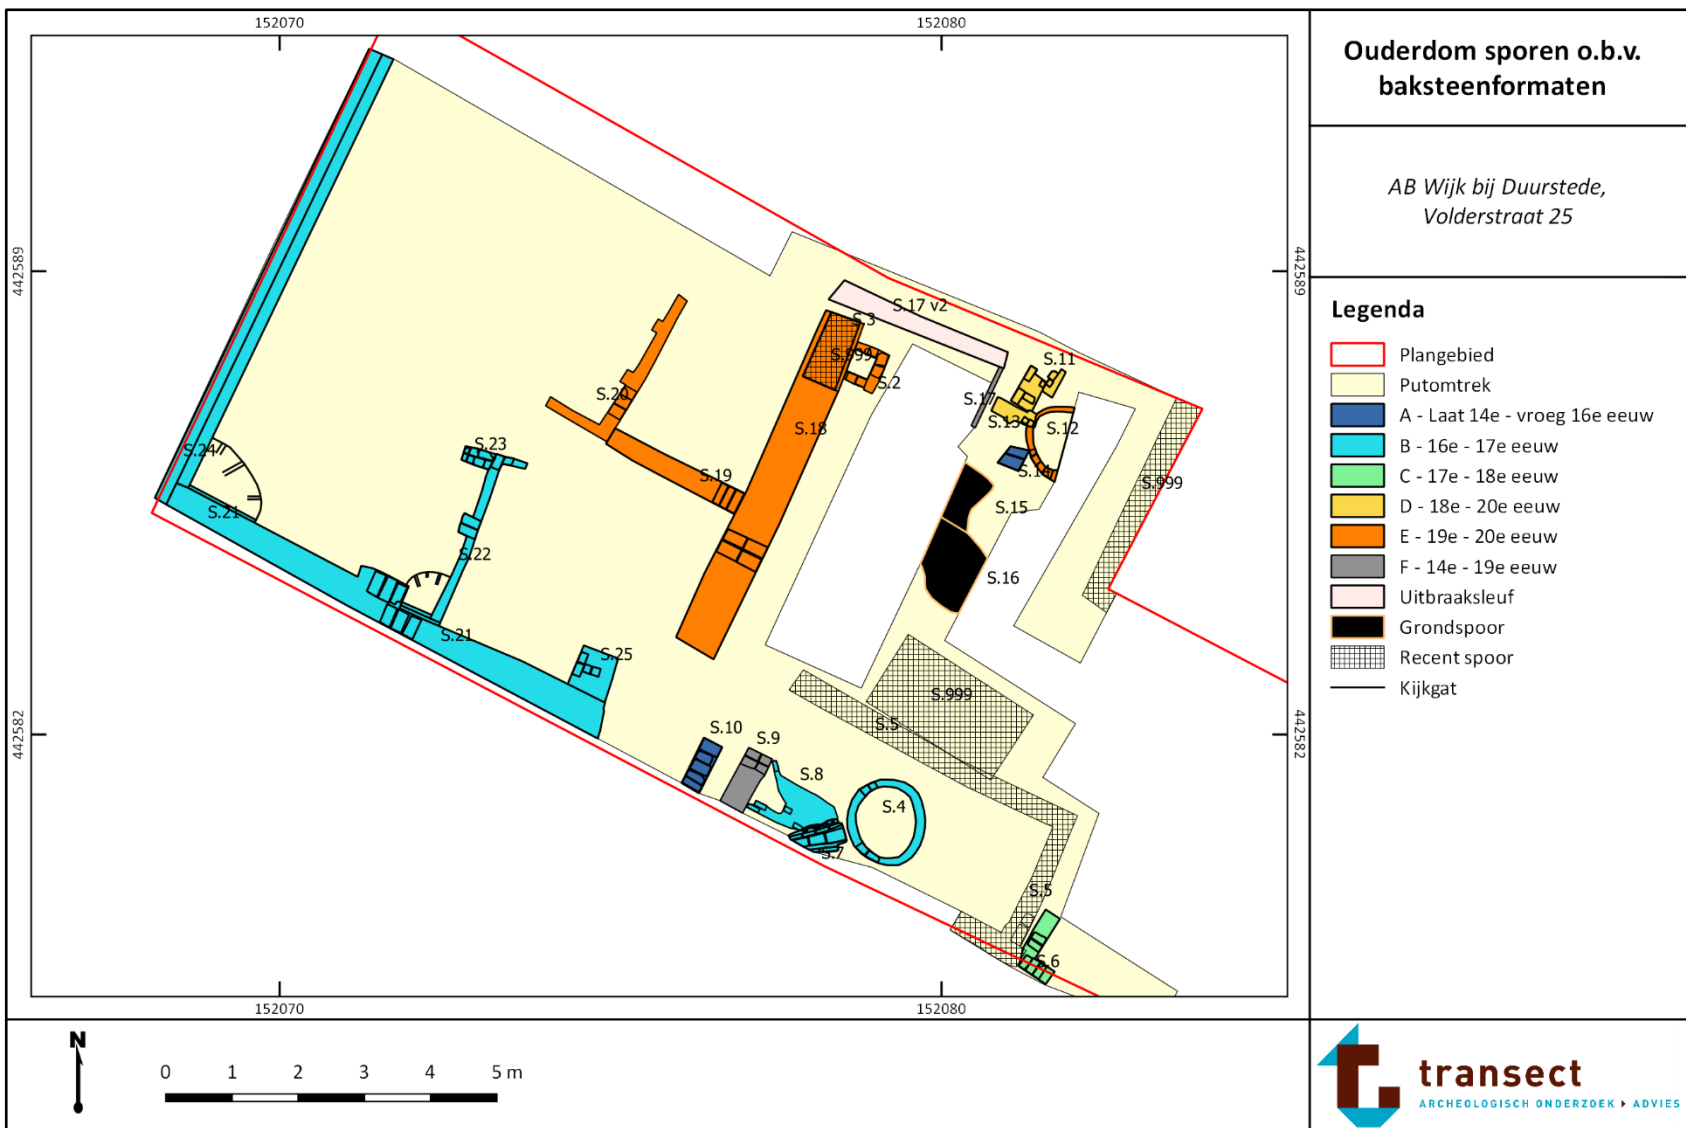 152070
152080
442589
442589
442582
442582
152070
152080
S.17 v2
S.3
S.999
S.2
S.11
S.17
S.13
S.12
S.14
S.20
S.18
S.19
S.15
S.999
S.16
S.24
S.21
S.23
S.22
S.21
S.25
S.999
S.5
S.10
S.9
S.8
S.4
S.7
S.5
S.6
Ouderdom sporen o.b.v.
baksteenformaten
AB Wijk bij Duurstede,
Volderstraat 25
Legenda
Plangebied
Putomtrek
A - Laat 14e - vroeg 16e eeuw
B - 16e - 17e eeuw
C - 17e - 18e eeuw
D - 18e - 20e eeuw
E - 19e - 20e eeuw
F - 14e - 19e eeuw
Uitbraaksleuf
Grondspoor
Recent spoor
Kijkgat
N
0 1 2 3 4 5 m
transect
ARCHEOLOGISCH ONDERZOEK ▸ ADVIES